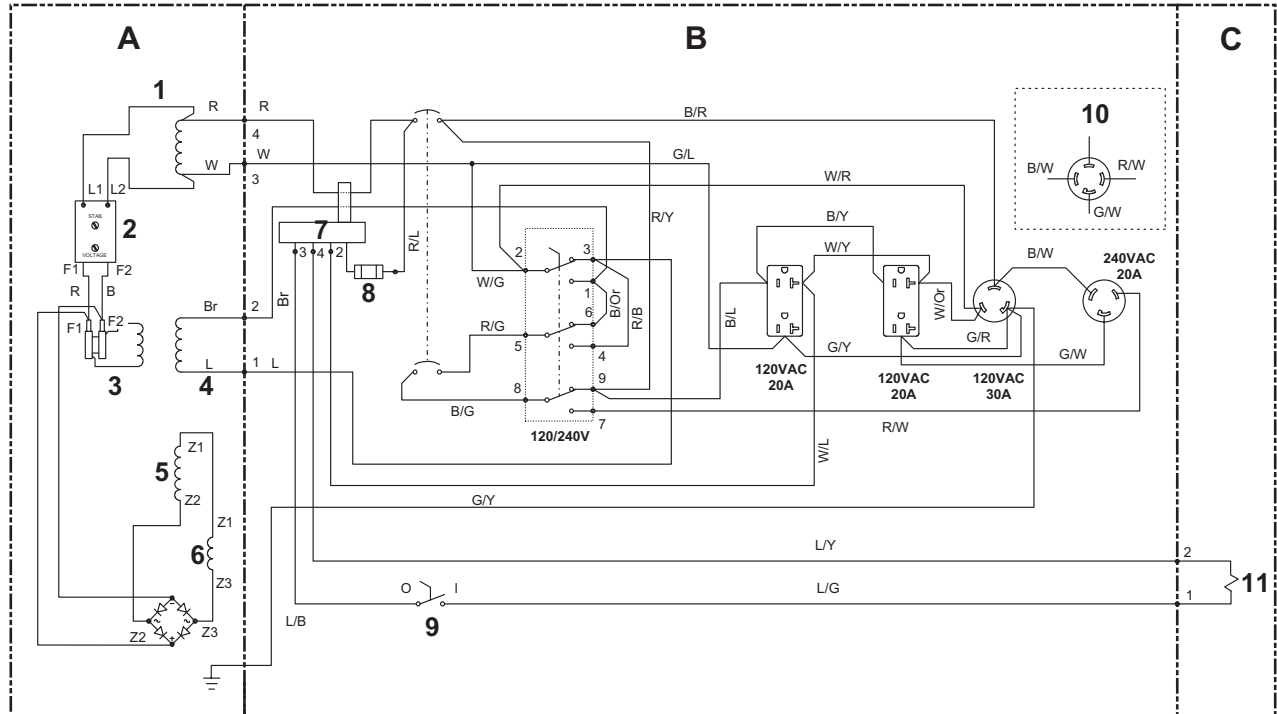 A
B
C
1
R
R
4
W
W
3
L1
L2
STAB.
2
VOLTAGE
F1
F2
R
B
F1
F2
3
Br
2
L
1
L
4
Br
5
Z1
Z2
Z1
6
Z3
Z2
Z3
7
3
4
2
8
R/L
B/R
G/L
W/R
R/Y
B/Y
W/Y
2
3
W/G
1
B/Or
6
R/B
R/G
5
4
8
9
B/G
7
120/240V
B/L
W/Or
G/R
G/Y
120VAC
20A
120VAC
20A
120VAC
30A
B/W
240VAC
20A
G/W
R/W
W/L
10
B/W
R/W
G/W
G/Y
L/Y
2
O
I
9
L/G
1
11
L/B